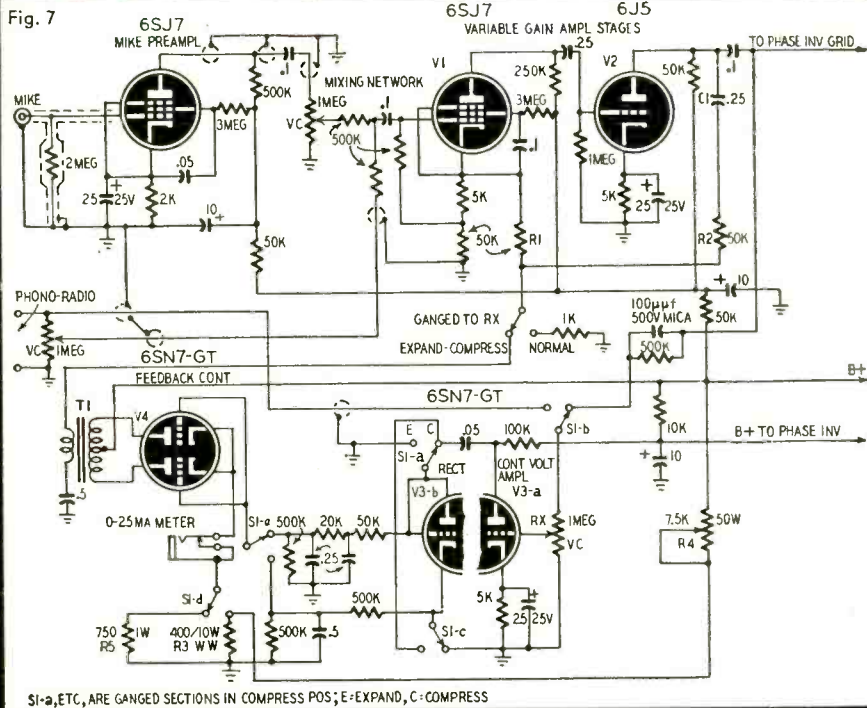 Fig. 7
6SJ7
MIKE PREAMPL
6SJ7
VARIABLE GAIN AMPL STAGES
6J5
TO PHASE INV GRID
MIKE
2MEG
25
25V
2K
.05
3MEG
10
500K
50K
.1
1MEG
VC
MIXING NETWORK
.1
500K
V1
250K
3MEG
.1
5K
50K
R1
.25
V2
1MEG
5K
25
25V
50K
C1
.25
.1
R2
50K
10
50K
100µµf
500V MICA
500K
PHONO-RADIO
VC
1MEG
GANGED TO RX
EXPAND-COMPRESS
1K
NORMAL
6SN7-GT
FEEDBACK CONT
B+
T1
V4
.5
6SN7-GT
E
C
S1-a
.05
100K
S1-b
10K
B+ TO PHASE INV
10
RECT
V3-b
CONT VOLT
AMPL
V3-a
RX
1MEG
VC
0-25MA METER
S1-e
500K
20K
50K
.25
7.5K
50W
R4
S1-d
500K
5K
25
25V
750
R5
1W
400/10W
R3 WW
500K
.5
S1-c
S1-a, ETC, ARE GANGED SECTIONS IN COMPRESS POS; E=EXPAND, C=COMPRESS